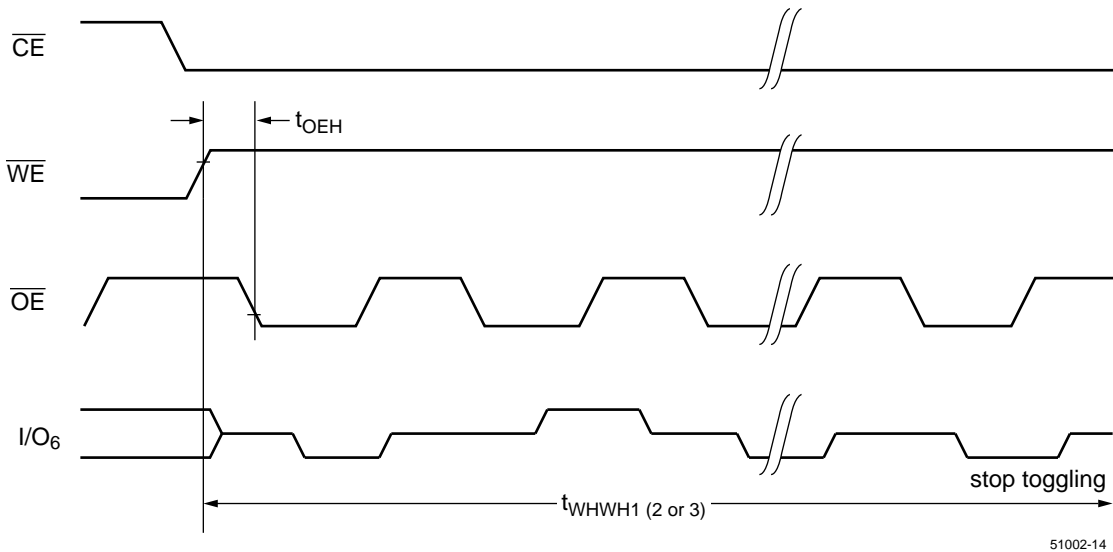 CE
tOEH
WE
OE
I/O6
stop toggling
tWHWH1 (2 or 3)
51002-14